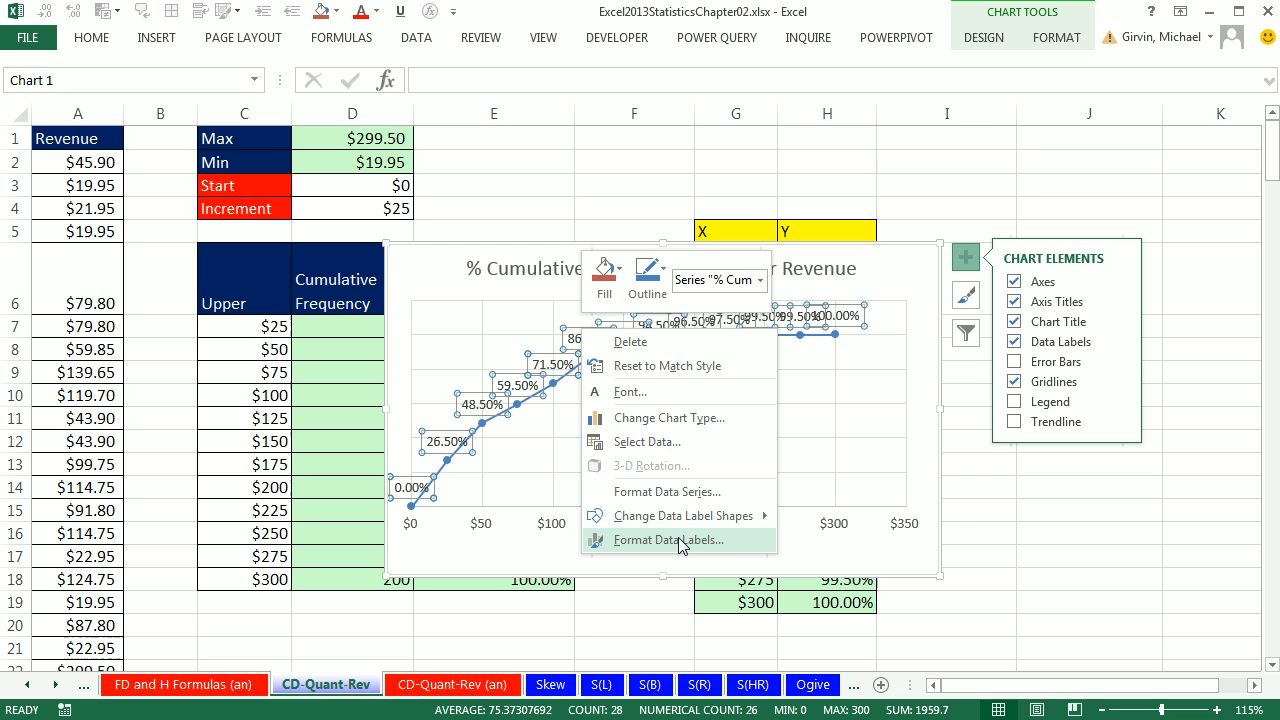 Excel2013StatisticsChapter02.xlsx - Excel
CHART TOOLS
FILE HOME INSERT PAGE LAYOUT FORMULAS DATA REVIEW VIEW DEVELOPER POWER QUERY INQUIRE POWERPIVOT DESIGN FORMAT Girvin, Michael
Chart 1
fx
A B C D E F G H I J K
1 Revenue Max $299.50
2 $45.90 Min $19.95
3 $19.95 Start $0
4 $21.95 Increment $25
5 $19.95 X Y
6 $79.80 Upper Cumulative Frequency
7 $79.80 $25
8 $59.85 $50
9 $139.65 $75
10 $119.70 $100
11 $43.90 $125
12 $43.90 $150
13 $99.75 $175
14 $114.75 $200
15 $91.80 $225
16 $114.75 $250
17 $22.95 $275
18 $124.75 $300 200 100.00% $275 99.50%
19 $19.95 $300 100.00%
20 $87.80
21 $22.95
22 $299.50
% Cumulative
r Revenue
0.00%
26.50%
48.50%
59.50%
71.50%
86
94.50%
96.50%
97.50%
99.50%
99.50%
100.00%
$0 $50 $100 $300 $350
Fill
Outline
Series "% Cum
Delete
Reset to Match Style
Font...
Change Chart Type...
Select Data...
3-D Rotation...
Format Data Series...
Change Data Label Shapes
Format Data Labels...
CHART ELEMENTS
Axes
Axis Titles
Chart Title
Data Labels
Error Bars
Gridlines
Legend
Trendline
... FD and H Formulas (an) CD-Quant-Rev CD-Quant-Rev (an) Skew S(L) S(B) S(R) S(HR) Ogive ...
READY AVERAGE: 75.37307692 COUNT: 28 NUMERICAL COUNT: 26 MIN: 0 MAX: 300 SUM: 1959.7 115%